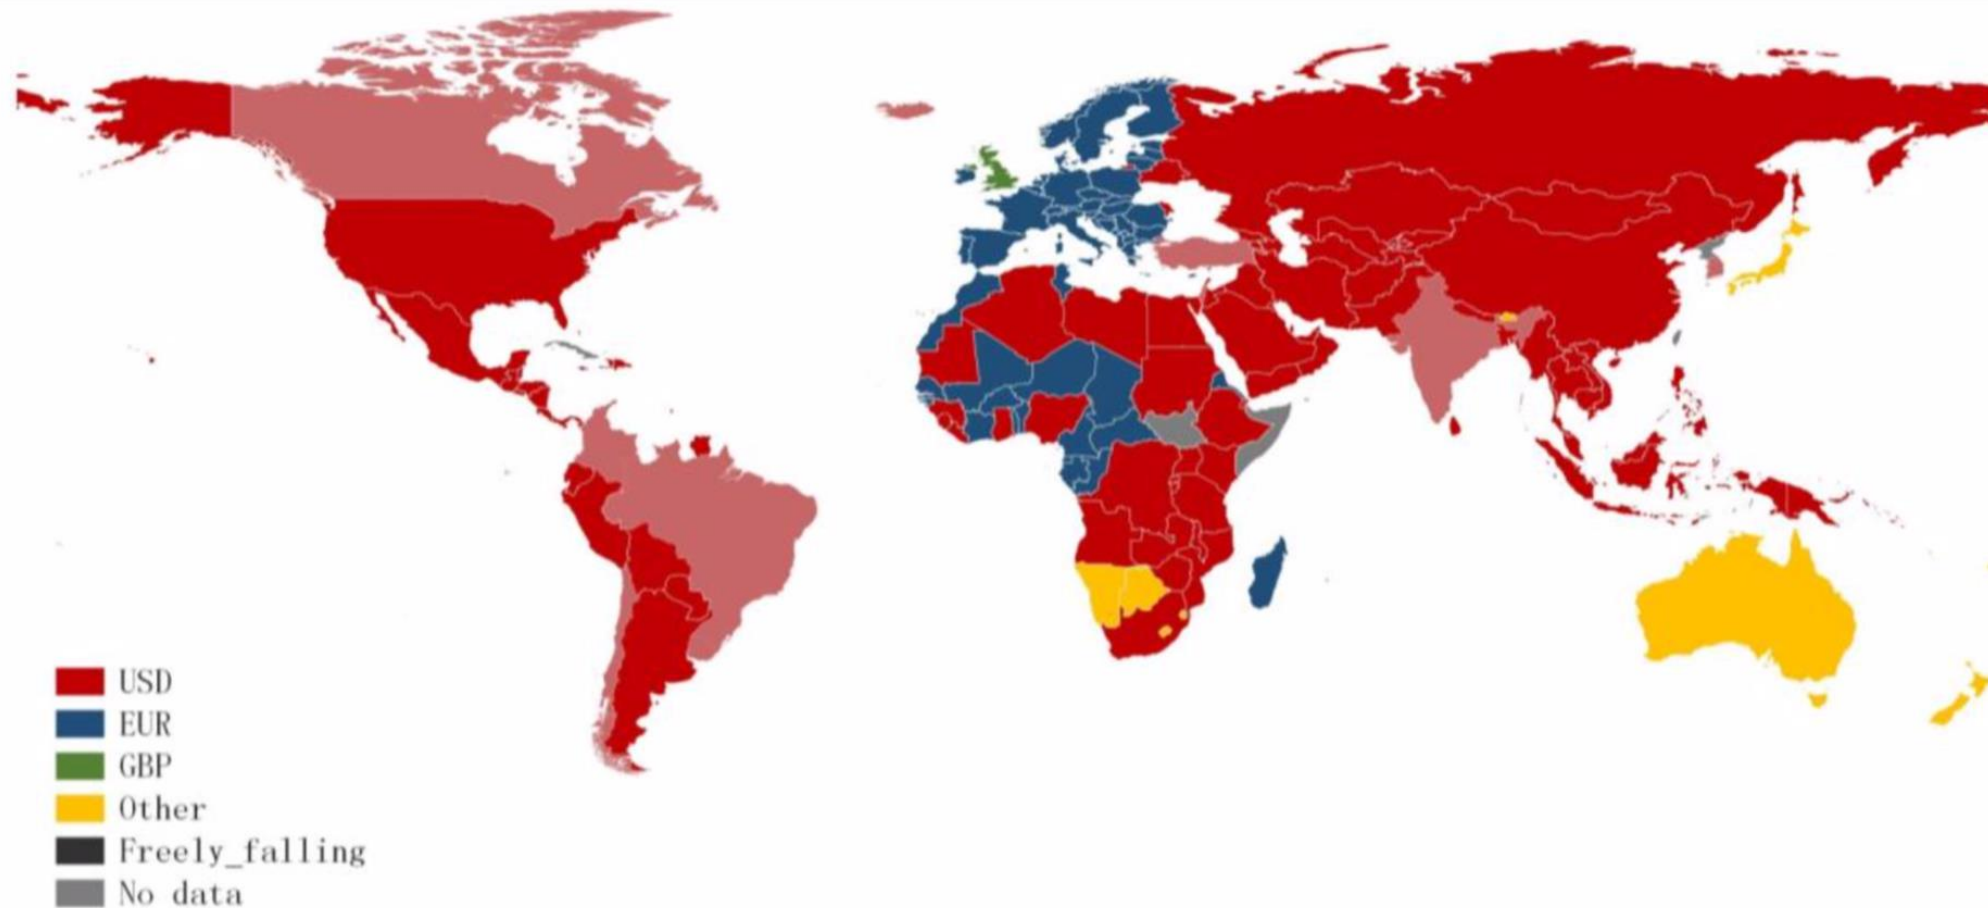 USD
EUR
GBP
Other
Freely_falling
No data